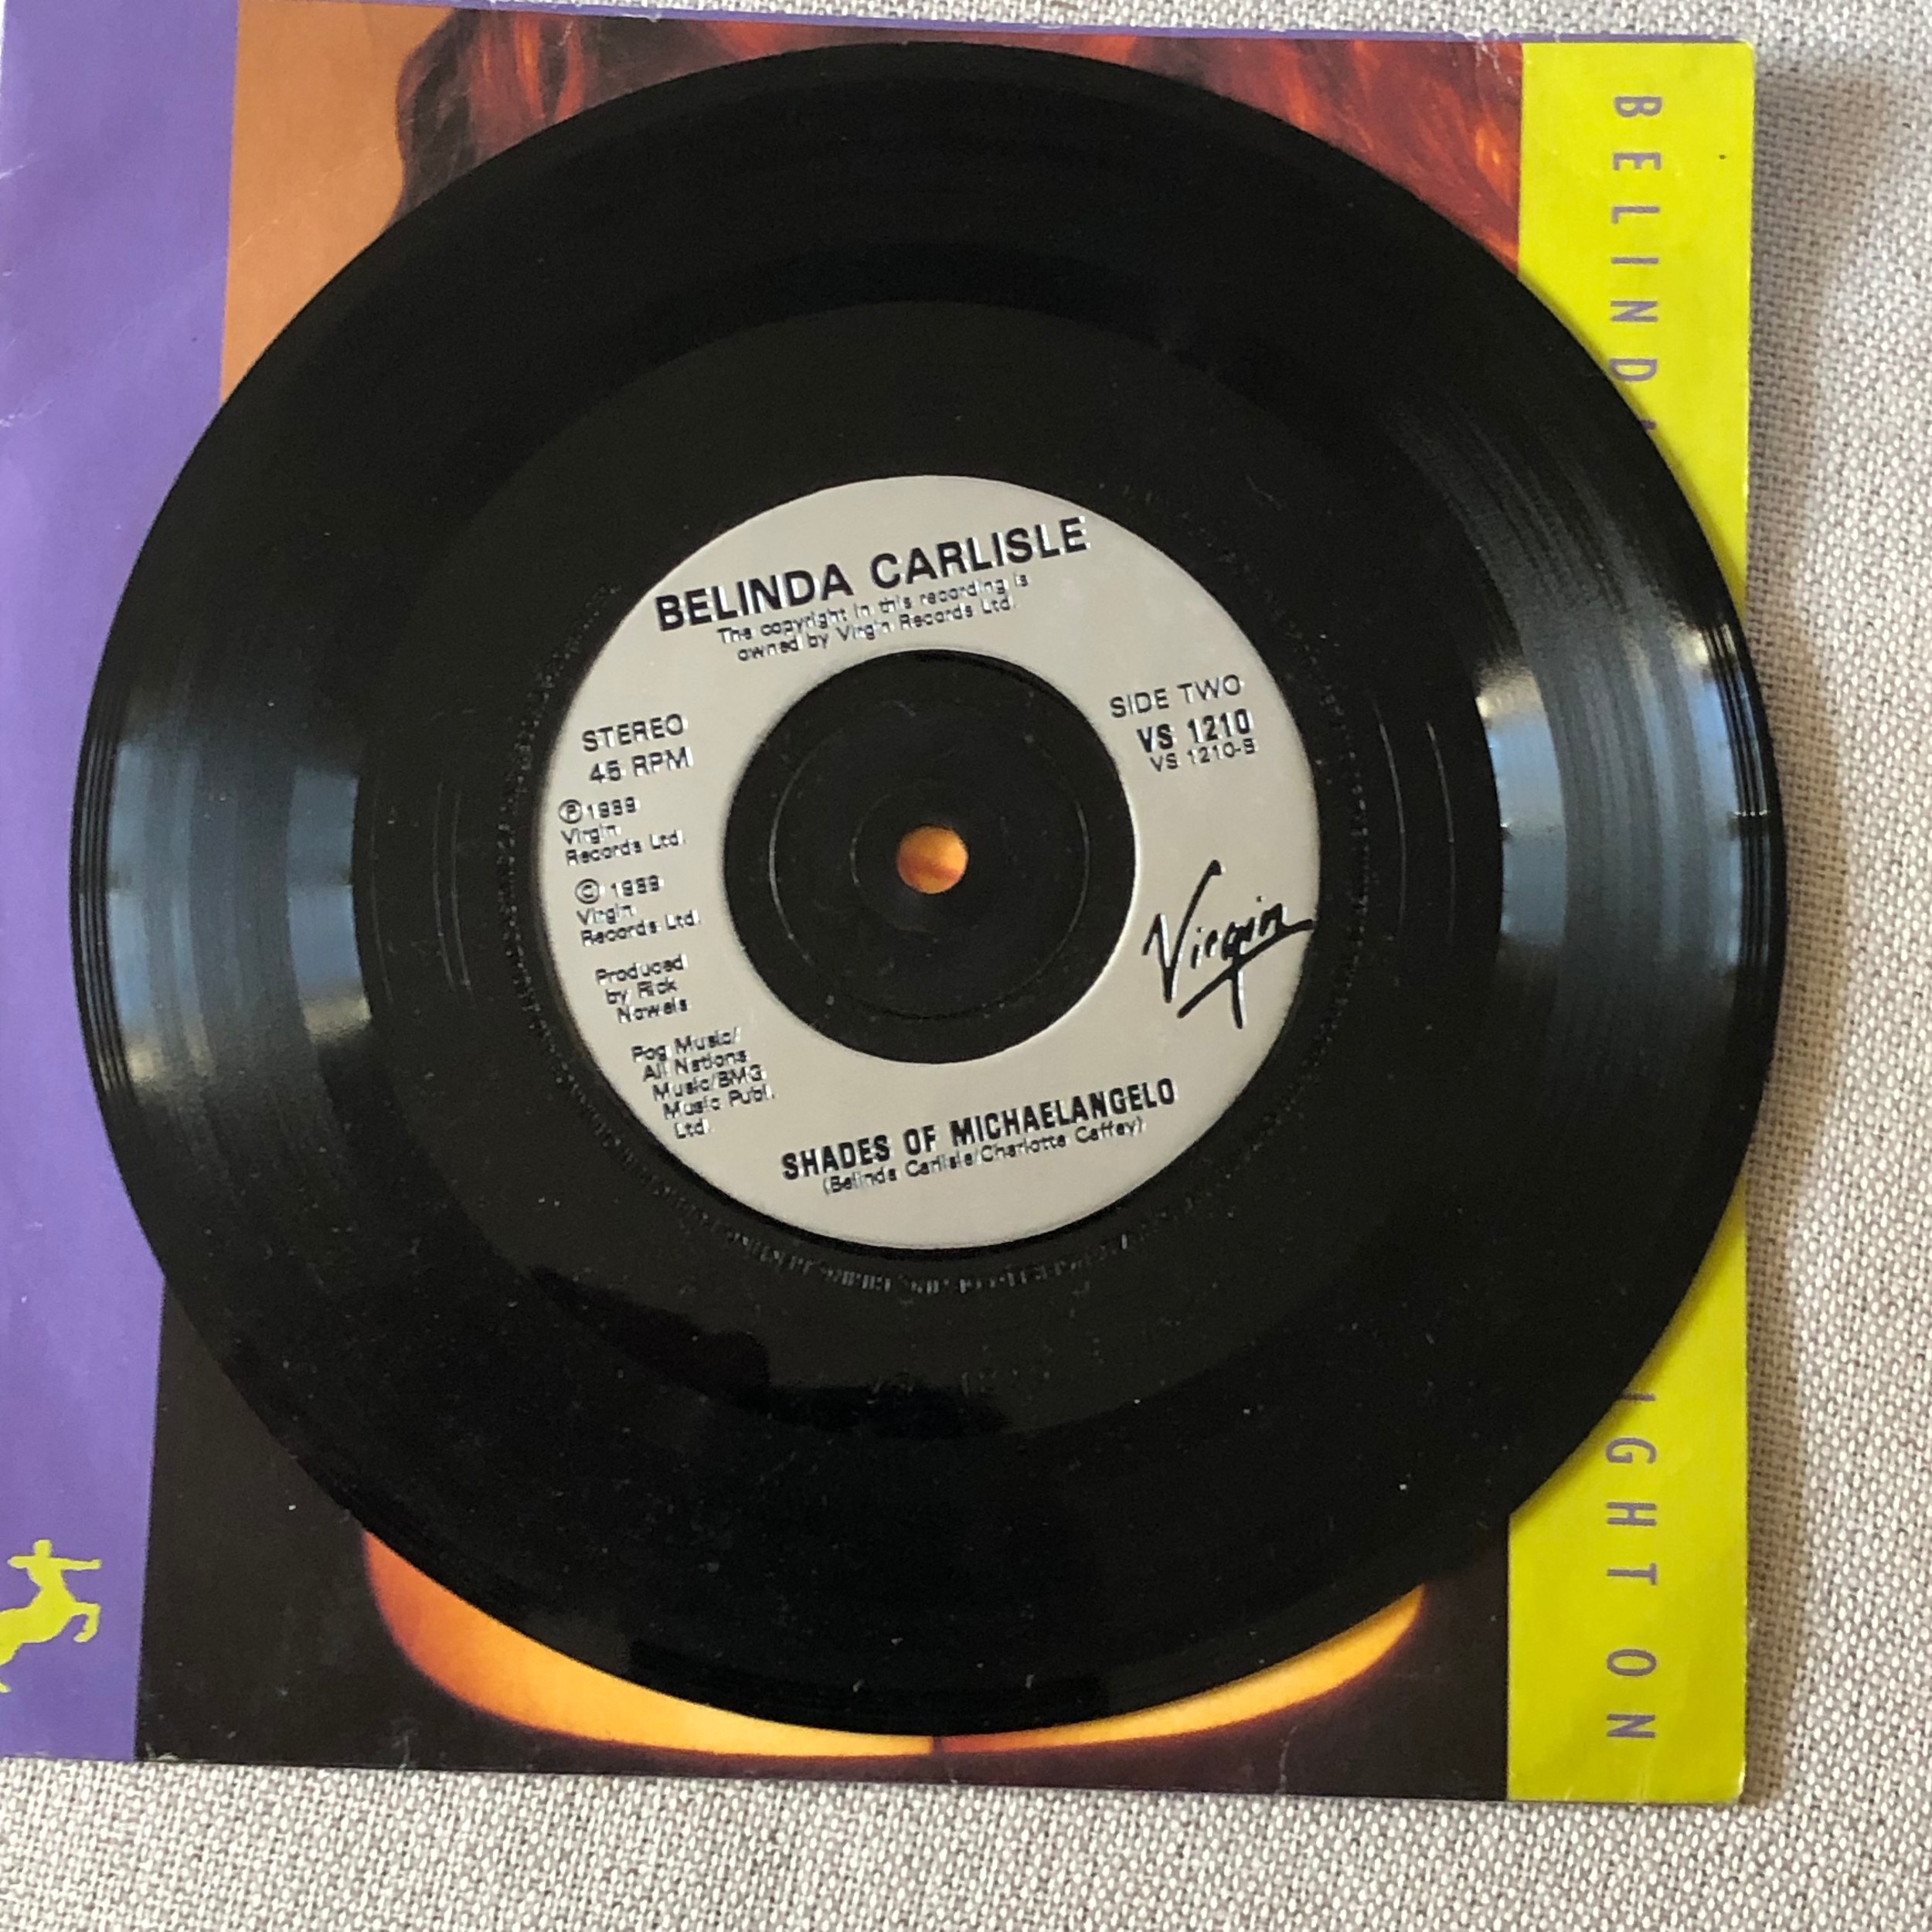 BELINDA CARLISLE
The copyright in this recording is
owned by Virgin Records Ltd.
STEREO
45 RPM
Ⓟ1989
Virgin
Records Ltd.
© 1989
Virgin
Records Ltd.
Produced
by Rick
Nowels
Pog Music/
All Nations
Music/BMG
Music Publ.
Ltd.
SIDE TWO
VS 1210
VS 1210-B
Virgin
SHADES OF MICHAELANGELO
(Belinda Carlisle/Charlotte Caffey)
BELINDA
IGHT ON